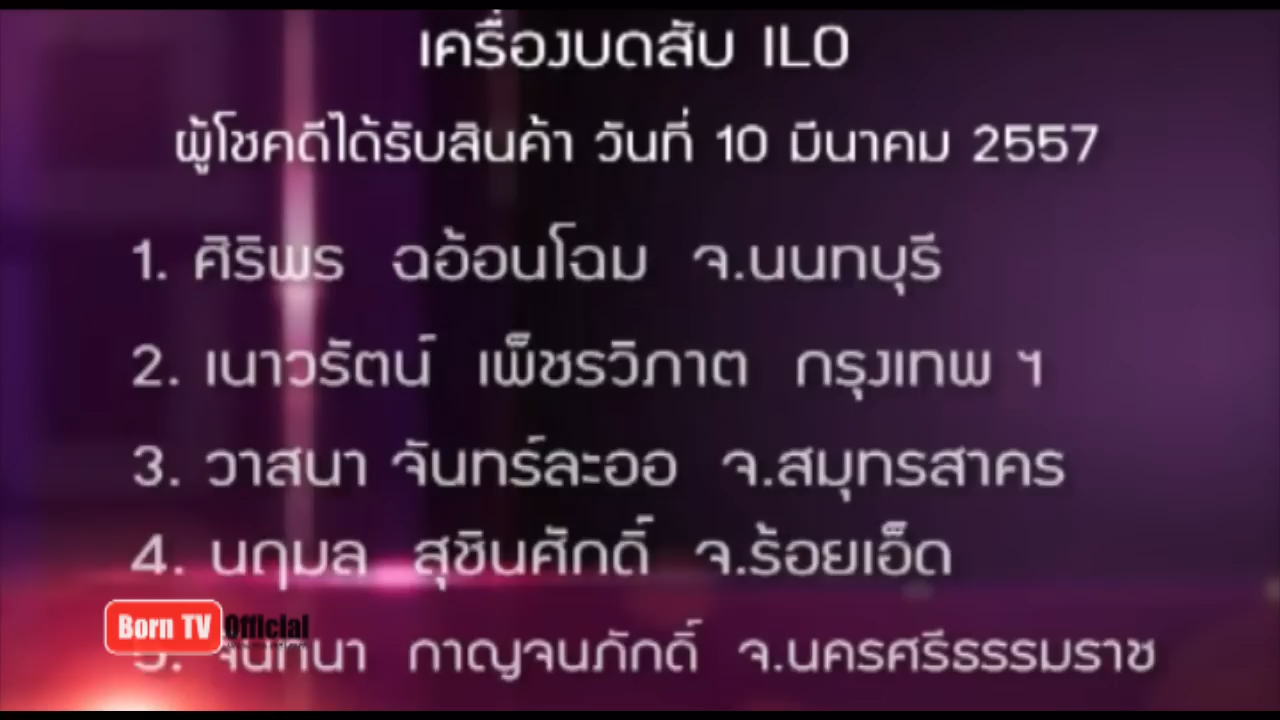 เครื่องบดสับ ILO
ผู้โชคดีได้รับสินค้า วันที่ 10 มีนาคม 2557
1. ศิริพร ฉอ้อนโฉม จ.นนทบุรี
2. เนาวรัตน์ เพ็ชรวิภาต กรุงเทพ ฯ
3. วาสนา จันทร์ละออ จ.สมุทรสาคร
4. นฤมล สุชินศักดิ์ จ.ร้อยเอ็ด
Born TV Official
5. จันทนา กาญจนภักดิ์ จ.นครศรีธรรมราช